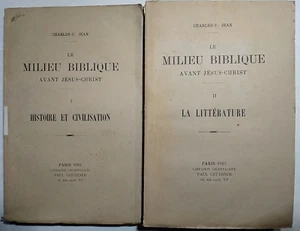 CHARLES-F. JEAN
LE
MILIEU BIBLIQUE
AVANT JÉSUS-CHRIST
I
HISTOIRE ET CIVILISATION
PARIS
LIBRAIRIE ORIENTALISTE
PAUL GEUTHNER
CHARLES-F. JEAN
LE
MILIEU BIBLIQUE
AVANT JÉSUS-CHRIST
II
LA LITTÉRATURE
PARIS
LIBRAIRIE ORIENTALISTE
PAUL GEUTHNER